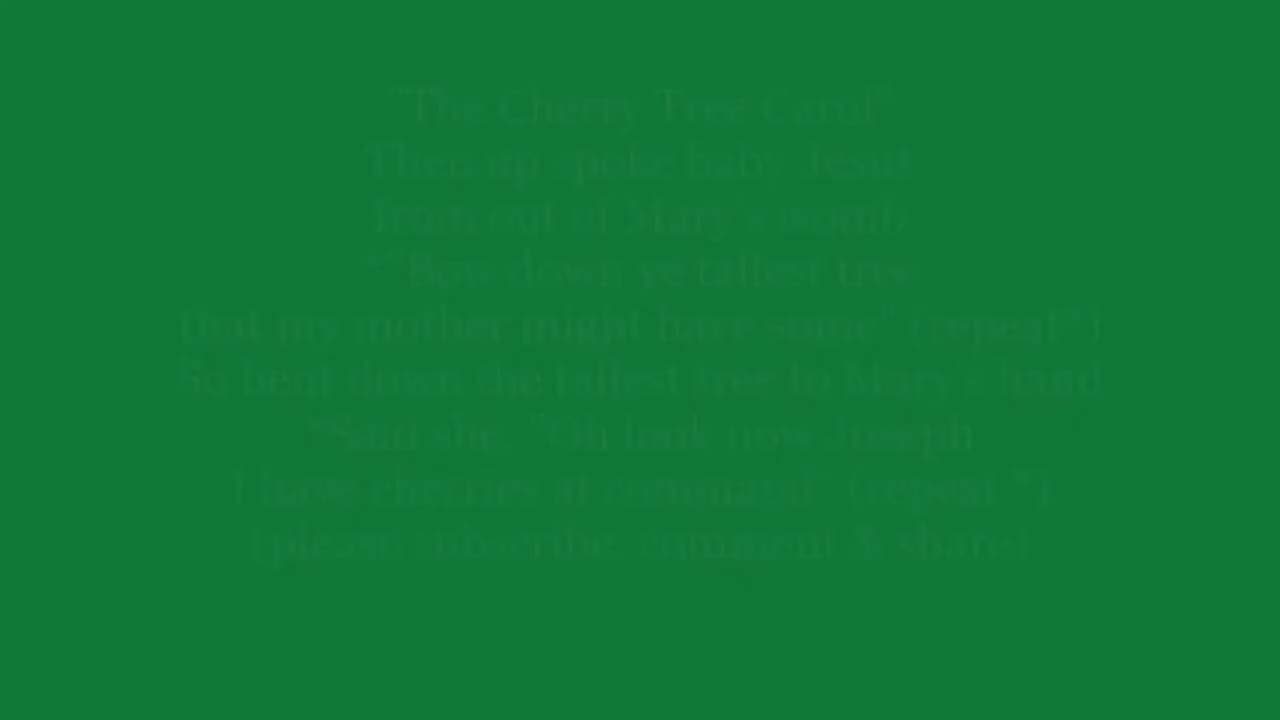 "The Cherry Tree Carol"
Then up spoke baby Jesus
from out of Mary's womb
*"Bow down ye tallest tree
that my mother might have some" (repeat*)
So bent down the tallest tree to Mary's hand
*Said she, "Oh look now Joseph
I have cherries at command" (repeat *)
(please subscribe, comment & share)